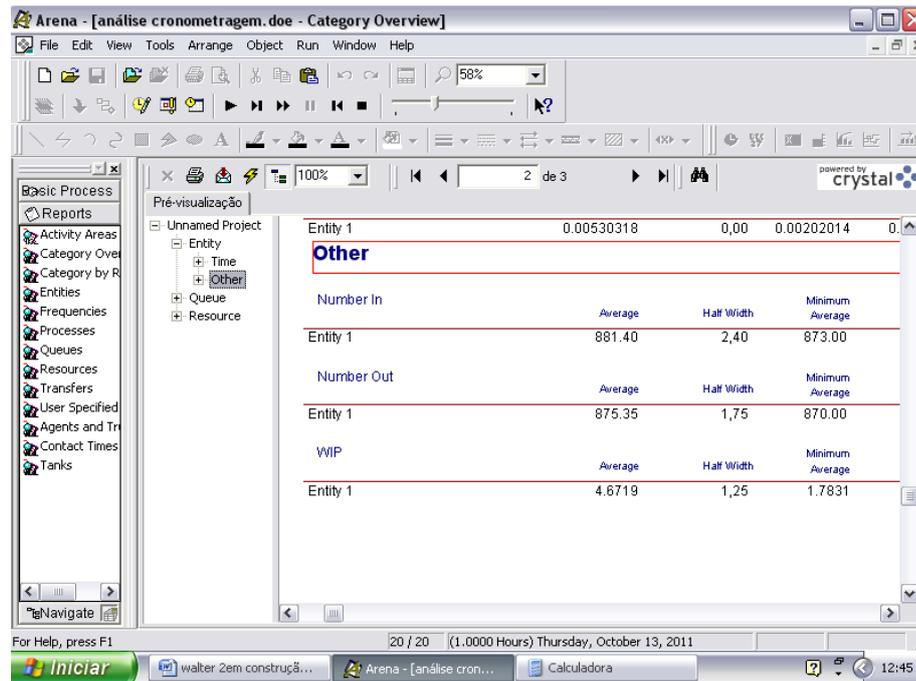 Arena - [análise cronometragem.doe - Category Overview]
File Edit View Tools Arrange Object Run Window Help
58%
Basic Process
Reports
Activity Areas
Category Over
Category by R
Entities
Frequencies
Processes
Queues
Resources
Transfers
User Specified
Agents and Tr
Contact Times
Tanks
Navigate
100%
2 de 3
powered by
crystal
Pré-visualização
Unnamed Project
Entity
Time
Other
Queue
Resource
Entity 1 0.00530318 0,00 0.00202014 0.
Other
Number In Average Half Width Minimum Average
Entity 1 881.40 2,40 873.00
Number Out Average Half Width Minimum Average
Entity 1 875.35 1,75 870.00
WIP Average Half Width Minimum Average
Entity 1 4.6719 1,25 1.7831
For Help, press F1 20 / 20 (1.0000 Hours) Thursday, October 13, 2011
Iniciar walter 2em construçã... Arena - [análise cron... Calculadora 12:45